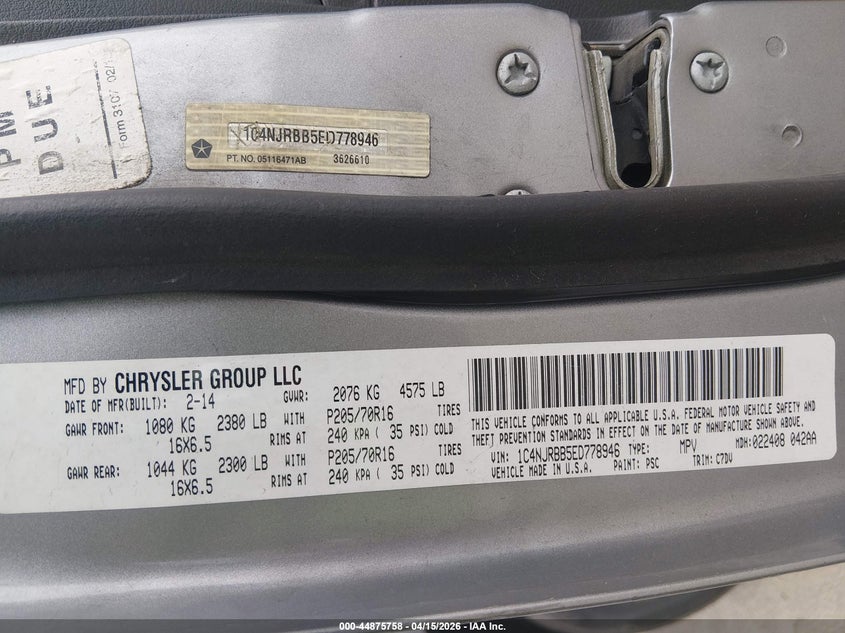 PM
DUE
Form 3107 02/1
1C4NJRBB5ED778946
PT. NO. 05116471AB 3626610
MFD BY CHRYSLER GROUP LLC
DATE OF MFR(BUILT): 2-14 GVWR: 2076 KG 4575 LB
GAWR FRONT: 1080 KG 2380 LB WITH P205/70R16 TIRES
16X6.5 RIMS AT 240 KPA ( 35 PSI) COLD
GAWR REAR: 1044 KG 2300 LB WITH P205/70R16 TIRES
16X6.5 RIMS AT 240 KPA ( 35 PSI) COLD
THIS VEHICLE CONFORMS TO ALL APPLICABLE U.S.A. FEDERAL MOTOR VEHICLE SAFETY AND
THEFT PREVENTION STANDARDS IN EFFECT ON THE DATE OF MANUFACTURE SHOWN ABOVE.
VIN: 1C4NJRBB5ED778946 TYPE: MPV MDH:022408 042AA
VEHICLE MADE IN U.S.A. PAINT: PSC TRIM: C7DV
000-44875758 - 04/15/2026 - IAA Inc.